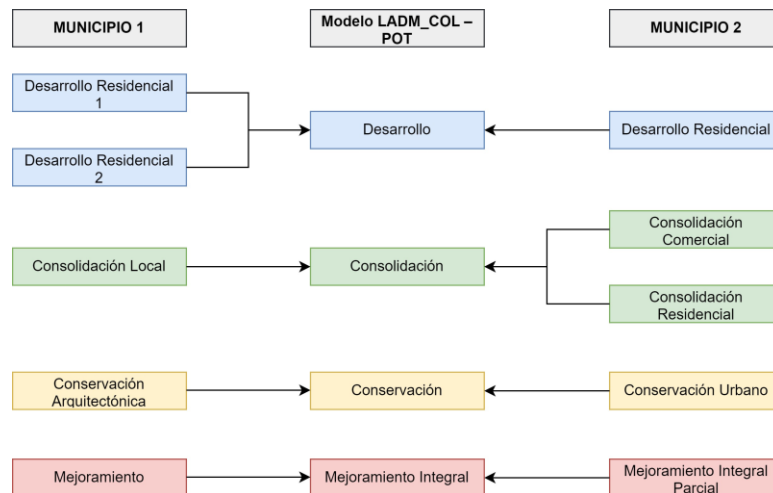 MUNICIPIO 1
Modelo LADM_COL –
POT
MUNICIPIO 2
Desarrollo Residencial
1
Desarrollo Residencial
2
Desarrollo
Desarrollo Residencial
Consolidación Local
Consolidación
Consolidación
Comercial
Consolidación
Residencial
Conservación
Arquitectónica
Conservación
Conservación Urbano
Mejoramiento
Mejoramiento Integral
Mejoramiento Integral
Parcial